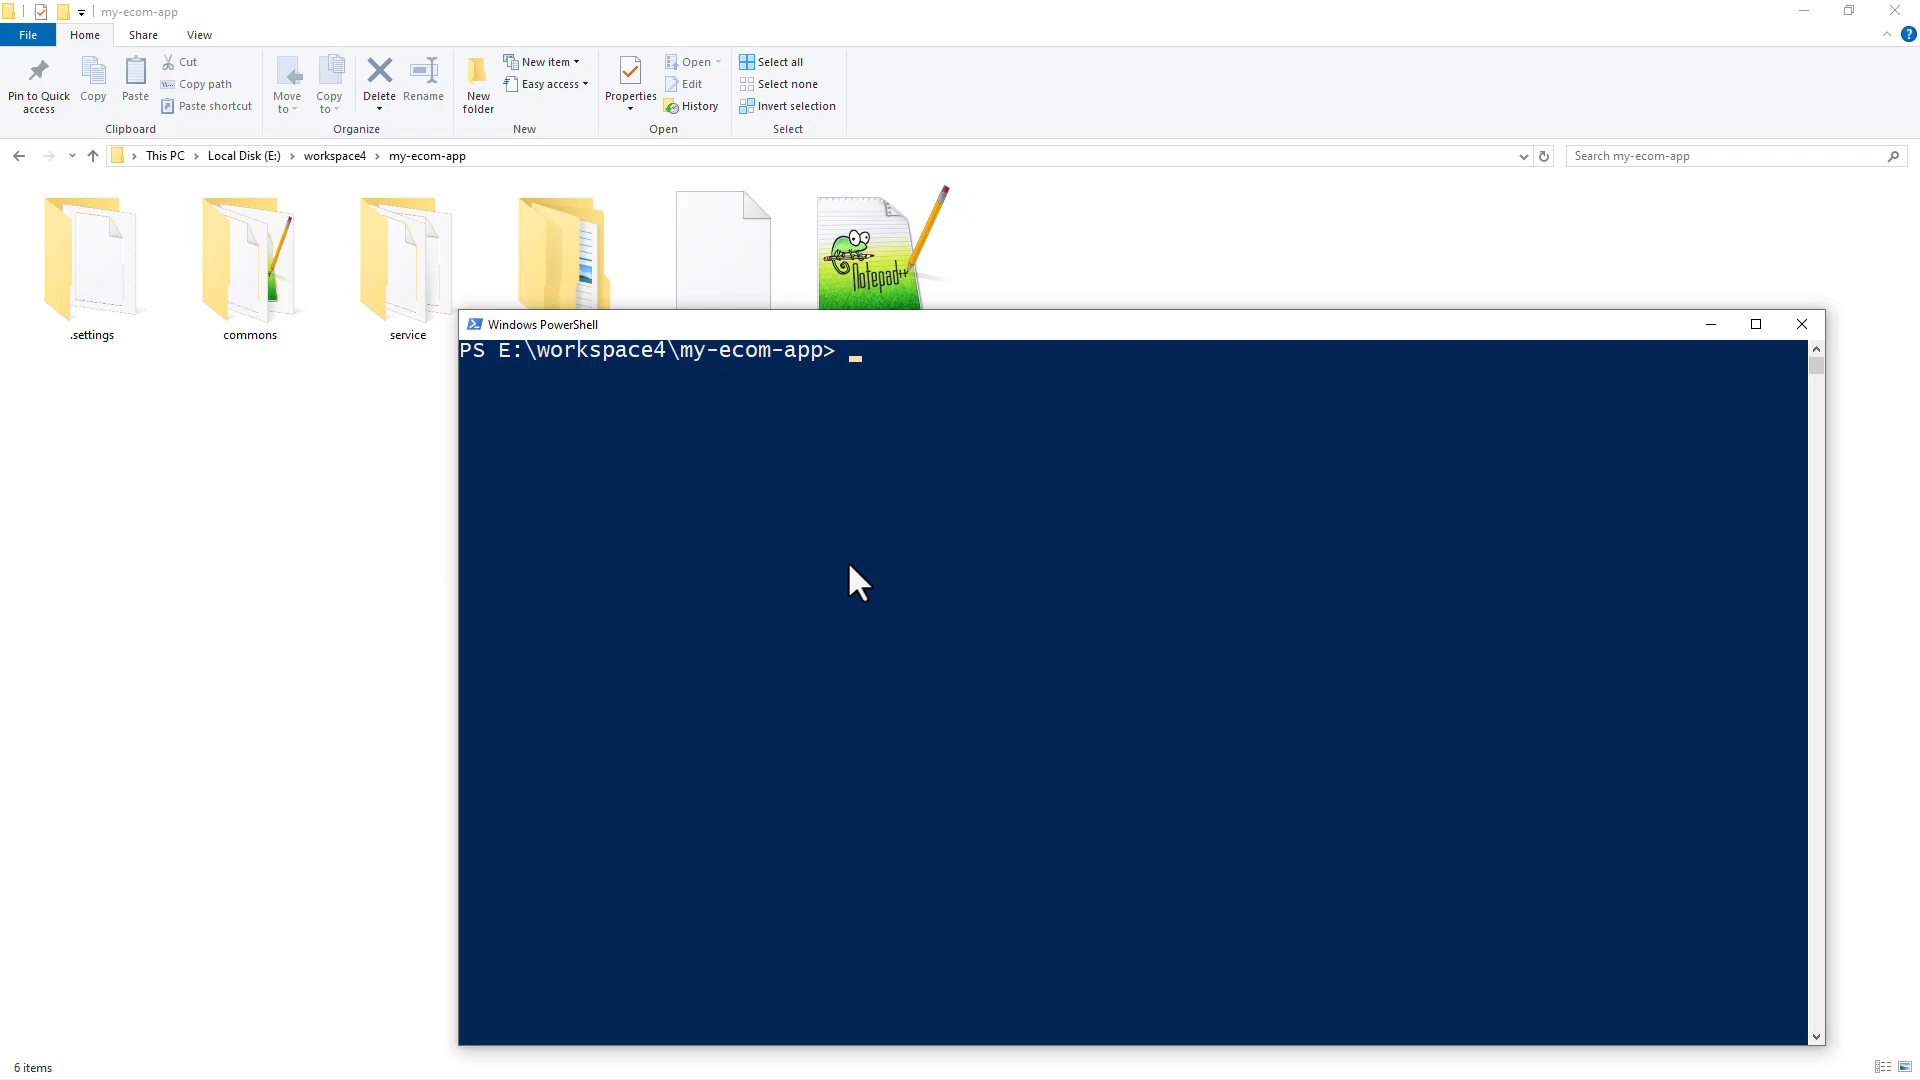 my-ecom-app
File Home Share View
Pin to Quick access
Copy
Paste
Cut
Copy path
Paste shortcut
Clipboard
Move to
Copy to
Delete
Rename
Organize
New folder
New item
Easy access
New
Properties
Open
Edit
History
Open
Select all
Select none
Invert selection
Select
This PC > Local Disk (E:) > workspace4 > my-ecom-app
Search my-ecom-app
Notepad++
.settings
commons
service
Windows PowerShell
PS E:\workspace4\my-ecom-app>
6 items